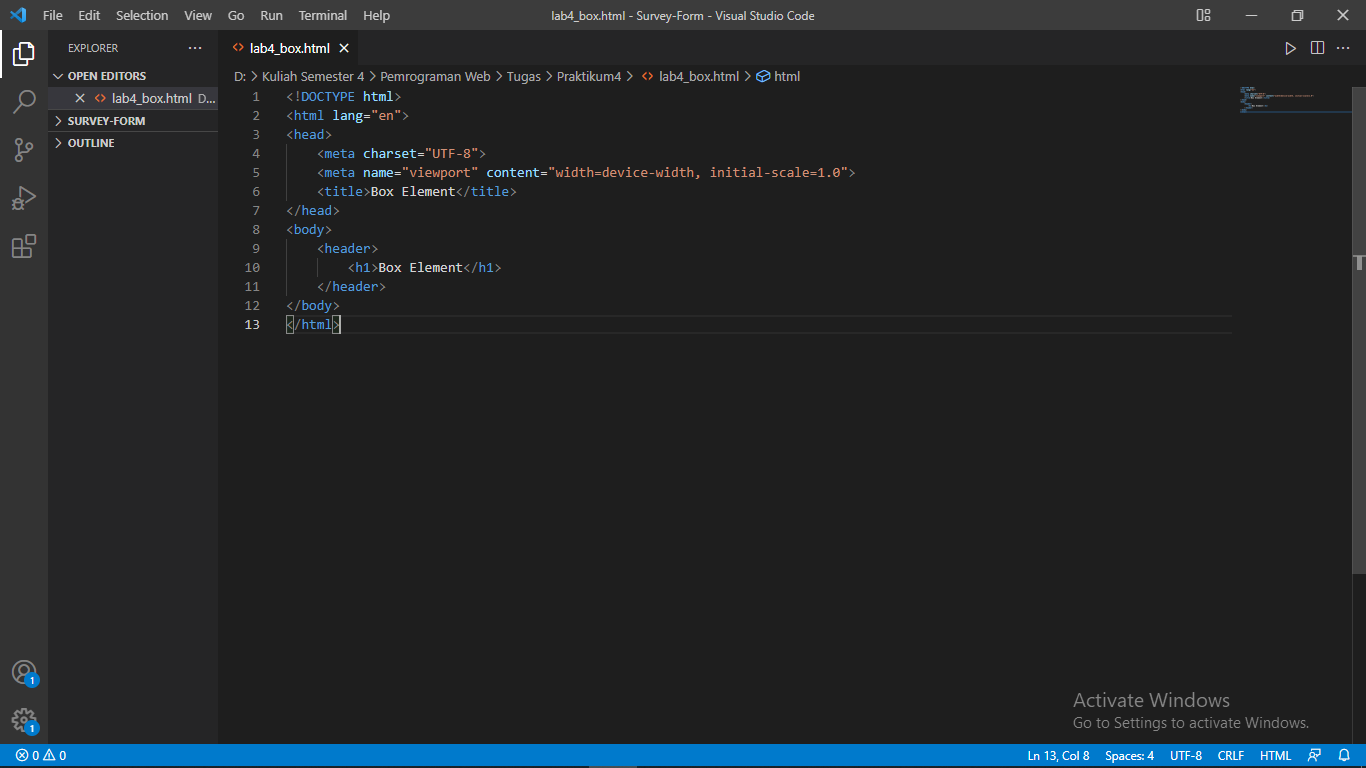 File Edit Selection View Go Run Terminal Help lab4_box.html - Survey-Form - Visual Studio Code
EXPLORER ···
OPEN EDITORS
lab4_box.html D...
SURVEY-FORM
OUTLINE
lab4_box.html
D: > Kuliah Semester 4 > Pemrograman Web > Tugas > Praktikum4 > lab4_box.html > html
1 <!DOCTYPE html>
2 <html lang="en">
3 <head>
4     <meta charset="UTF-8">
5     <meta name="viewport" content="width=device-width, initial-scale=1.0">
6     <title>Box Element</title>
7 </head>
8 <body>
9     <header>
10         <h1>Box Element</h1>
11     </header>
12 </body>
13 </html>
1
1
Activate Windows
Go to Settings to activate Windows.
0 0 Ln 13, Col 8 Spaces: 4 UTF-8 CRLF HTML